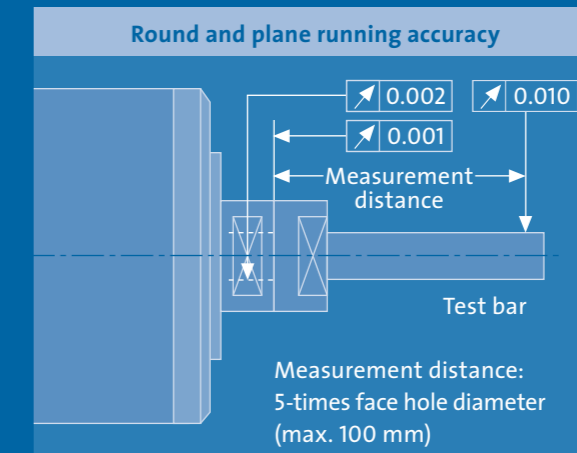 Round and plane running accuracy
0.002
0.010
0.001
Measurement
distance
Test bar
Measurement distance:
5-times face hole diameter
(max. 100 mm)